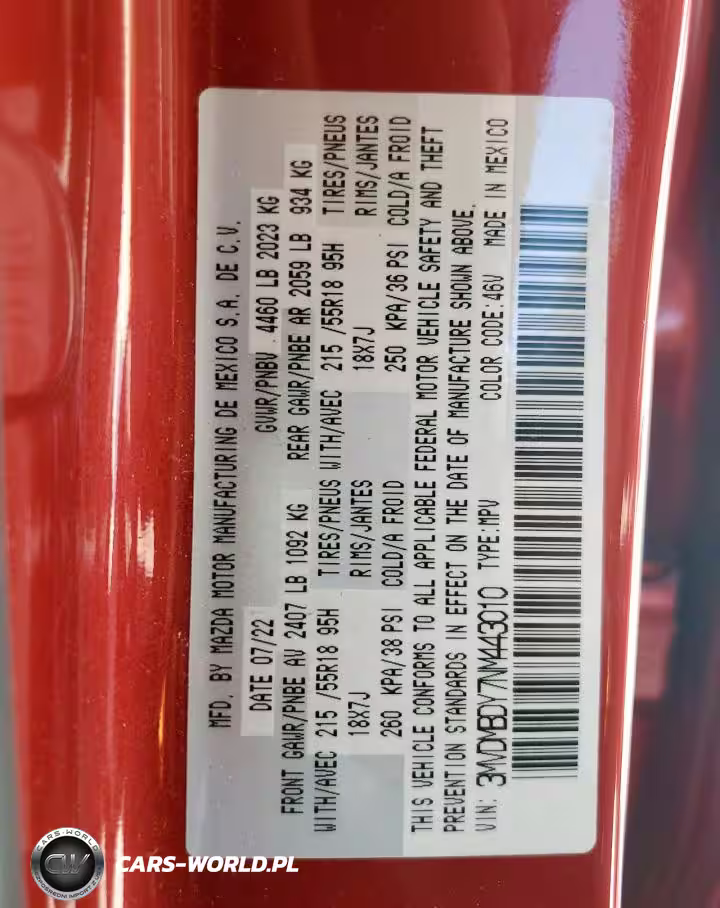 MFD. BY MAZDA MOTOR MANUFACTURING DE MEXICO S.A. DE C.V.
DATE 07/22 GVWR/PNBV . 4460 LB 2023 KG
FRONT GAWR/PNBE AV 2407 LB 1092 KG REAR GAWR/PNBE AR 2059 LB 934 KG
WITH/AVEC 215 /55R18 95H TIRES/PNEUS WITH/AVEC 215 /55R18 95H TIRES/PNEUS
18X7J RIMS/JANTES 18X7J RIMS/JANTES
260 KPA/38 PSI COLD/A FROID 250 KPA/36 PSI COLD/A FROID
THIS VEHICLE CONFORMS TO ALL APPLICABLE FEDERAL MOTOR VEHICLE SAFETY AND THEFT
PREVENTION STANDARDS IN EFFECT ON THE DATE OF MANUFACTURE SHOWN ABOVE.
VIN: 3MVDMBDY7NM443010 TYPE:MPV COLOR CODE:46V MADE IN MEXICO
CARS-WORLD
CW
CARS-WORLD.PL